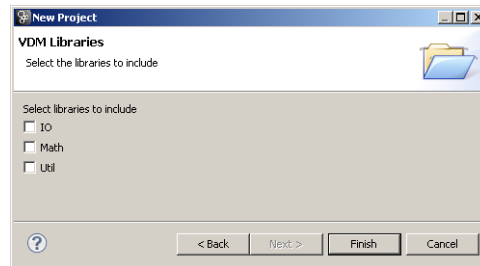 New Project
VDM Libraries
Select the libraries to include
Select libraries to include
IO
Math
Util
? < Back Next > Finish Cancel